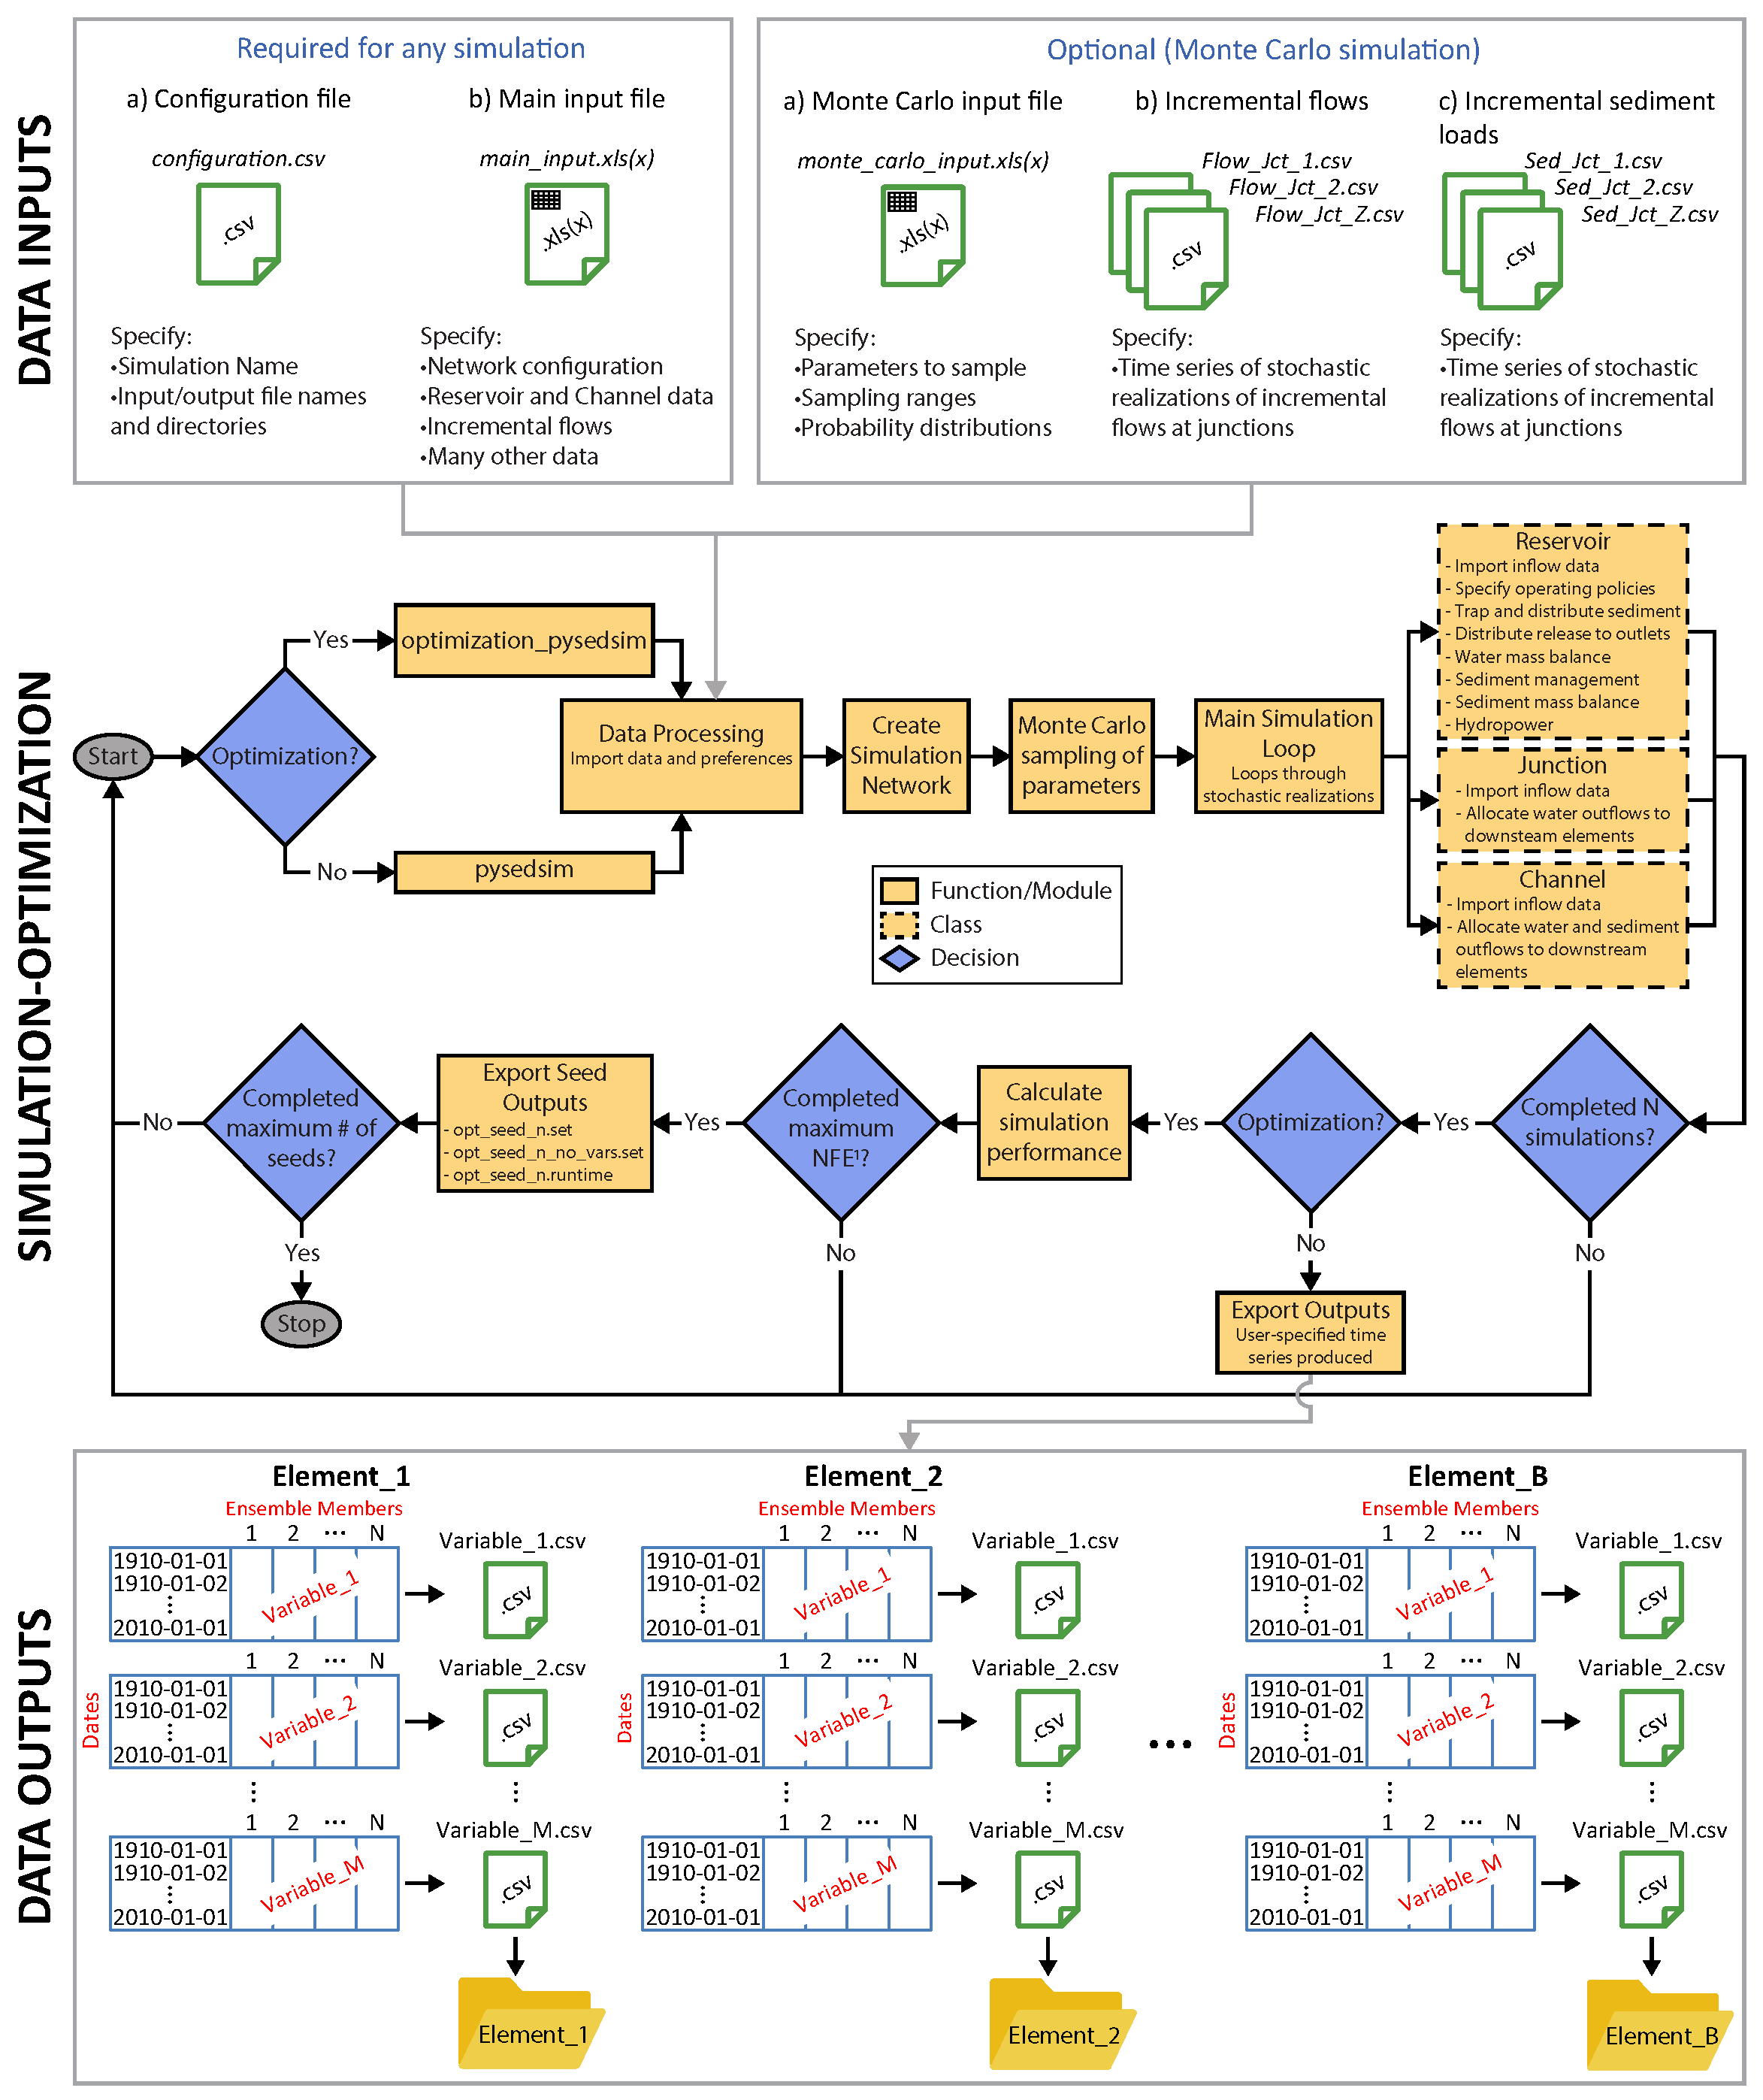 DATA INPUTS
Required for any simulation
a) Configuration file
configuration.csv
.csv
Specify:
•Simulation Name
•Input/output file names
and directories
b) Main input file
main_input.xls(x)
.xls(x)
Specify:
•Network configuration
•Reservoir and Channel data
•Incremental flows
•Many other data
Optional (Monte Carlo simulation)
a) Monte Carlo input file
monte_carlo_input.xls(x)
.xls(x)
Specify:
•Parameters to sample
•Sampling ranges
•Probability distributions
b) Incremental flows
Flow_Jct_1.csv
Flow_Jct_2.csv
Flow_Jct_Z.csv
.csv
Specify:
•Time series of stochastic
realizations of incremental
flows at junctions
c) Incremental sediment
loads
Sed_Jct_1.csv
Sed_Jct_2.csv
Sed_Jct_Z.csv
.csv
Specify:
•Time series of stochastic
realizations of incremental
flows at junctions
SIMULATION-OPTIMIZATION
Start
Optimization?
Yes
optimization_pysedsim
No
pysedsim
Data Processing
Import data and preferences
Create
Simulation
Network
Monte Carlo
sampling of
parameters
Main Simulation
Loop
Loops through
stochastic realizations
Reservoir
- Import inflow data
- Specify operating policies
- Trap and distribute sediment
- Distribute release to outlets
- Water mass balance
- Sediment management
- Sediment mass balance
- Hydropower
Junction
- Import inflow data
- Allocate water outflows to
downsteam elements
Channel
- Import inflow data
- Allocate water and sediment
outflows to downstream
elements
Function/Module
Class
Decision
Completed N
simulations?
Yes
No
Optimization?
Yes
No
Calculate
simulation
performance
Completed
maximum
NFE¹?
Yes
No
Export Seed
Outputs
- opt_seed_n.set
- opt_seed_n_no_vars.set
- opt_seed_n.runtime
Completed
maximum # of
seeds?
No
Yes
Stop
Export Outputs
User-specified time
series produced
DATA OUTPUTS
Element_1
Ensemble Members
1 2 ••• N
1910-01-01
1910-01-02
2010-01-01
Variable_1
Variable_1.csv
.csv
1 2 ••• N
Dates
1910-01-01
1910-01-02
2010-01-01
Variable_2
Variable_2.csv
.csv
1 2 ••• N
1910-01-01
1910-01-02
2010-01-01
Variable_M
Variable_M.csv
.csv
Element_1
Element_2
Ensemble Members
1 2 ••• N
1910-01-01
1910-01-02
2010-01-01
Variable_1
Variable_1.csv
.csv
1 2 ••• N
Dates
1910-01-01
1910-01-02
2010-01-01
Variable_2
Variable_2.csv
.csv
1 2 ••• N
1910-01-01
1910-01-02
2010-01-01
Variable_M
Variable_M.csv
.csv
Element_2
•••
Element_B
Ensemble Members
1 2 ••• N
1910-01-01
1910-01-02
2010-01-01
Variable_1
Variable_1.csv
.csv
1 2 ••• N
Dates
1910-01-01
1910-01-02
2010-01-01
Variable_2
Variable_2.csv
.csv
1 2 ••• N
1910-01-01
1910-01-02
2010-01-01
Variable_M
Variable_M.csv
.csv
Element_B